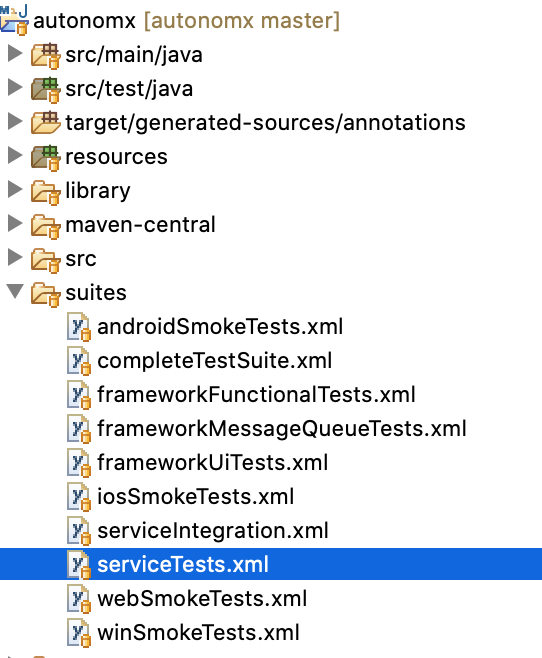 autonomx [autonomx master]
src/main/java
src/test/java
target/generated-sources/annotations
resources
library
maven-central
src
suites
androidSmokeTests.xml
completeTestSuite.xml
frameworkFunctionalTests.xml
frameworkMessageQueueTests.xml
frameworkUiTests.xml
iosSmokeTests.xml
serviceIntegration.xml
serviceTests.xml
webSmokeTests.xml
winSmokeTests.xml